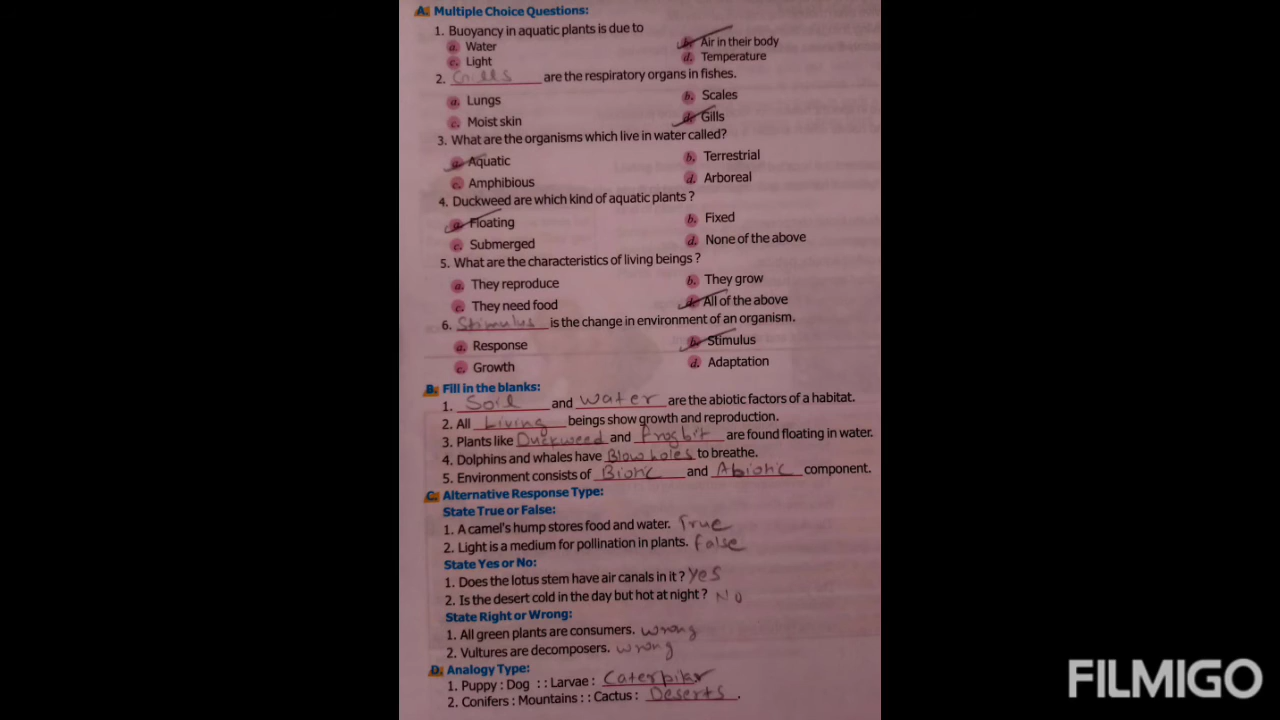 A. Multiple Choice Questions:
1. Buoyancy in aquatic plants is due to
a. Water b. Air in their body
c. Light d. Temperature
2. Gills are the respiratory organs in fishes.
a. Lungs b. Scales
c. Moist skin d. Gills
3. What are the organisms which live in water called?
a. Aquatic b. Terrestrial
c. Amphibious d. Arboreal
4. Duckweed are which kind of aquatic plants ?
a. Floating b. Fixed
c. Submerged d. None of the above
5. What are the characteristics of living beings ?
a. They reproduce b. They grow
c. They need food d. All of the above
6. Stimulus is the change in environment of an organism.
a. Response b. Stimulus
c. Growth d. Adaptation
B. Fill in the blanks:
1. Soil and water are the abiotic factors of a habitat.
2. All Living beings show growth and reproduction.
3. Plants like Duckweed and frogbit are found floating in water.
4. Dolphins and whales have Blow holes to breathe.
5. Environment consists of Biotic and Abiotic component.
C. Alternative Response Type:
State True or False:
1. A camel's hump stores food and water. True
2. Light is a medium for pollination in plants. false
State Yes or No:
1. Does the lotus stem have air canals in it ? yes
2. Is the desert cold in the day but hot at night ? No
State Right or Wrong:
1. All green plants are consumers. wrong
2. Vultures are decomposers. wrong
D. Analogy Type:
1. Puppy : Dog : : Larvae : Caterpilar
2. Conifers : Mountains : : Cactus : Deserts.
FILMIGO